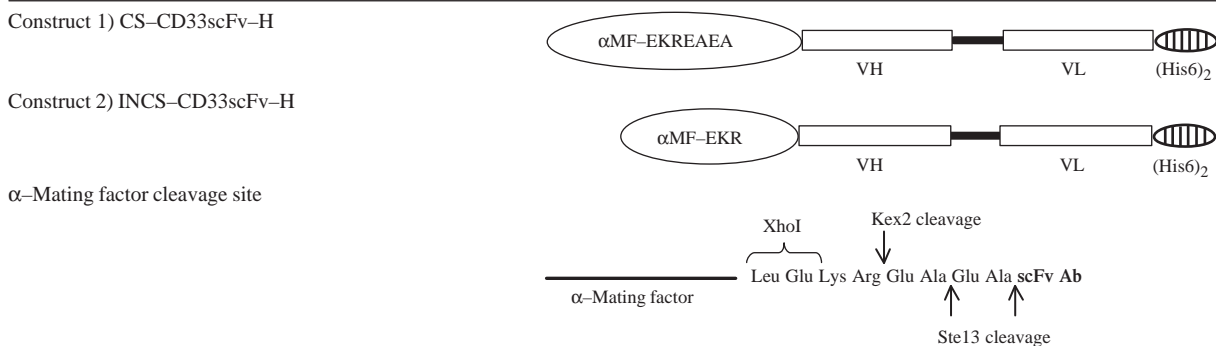 Construct 1) CS–CD33scFv–H
αMF–EKREAEA
VH VL (His6)2
Construct 2) INCS–CD33scFv–H
αMF–EKR
VH VL (His6)2
α–Mating factor cleavage site
Kex2 cleavage
XhoI
Leu Glu Lys Arg Glu Ala Glu Ala scFv Ab
α–Mating factor
Ste13 cleavage